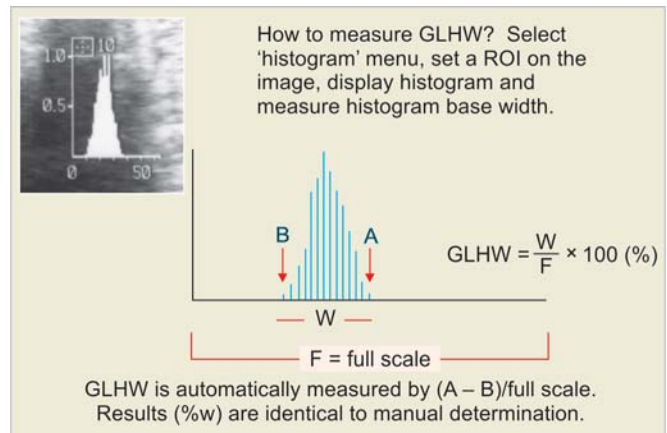 How to measure GLHW? Select
'histogram' menu, set a ROI on the
image, display histogram and
measure histogram base width.
1.0 10
0.5
0 50
B A
GLHW = W/F × 100 (%)
W
F = full scale
GLHW is automatically measured by (A – B)/full scale.
Results (%w) are identical to manual determination.